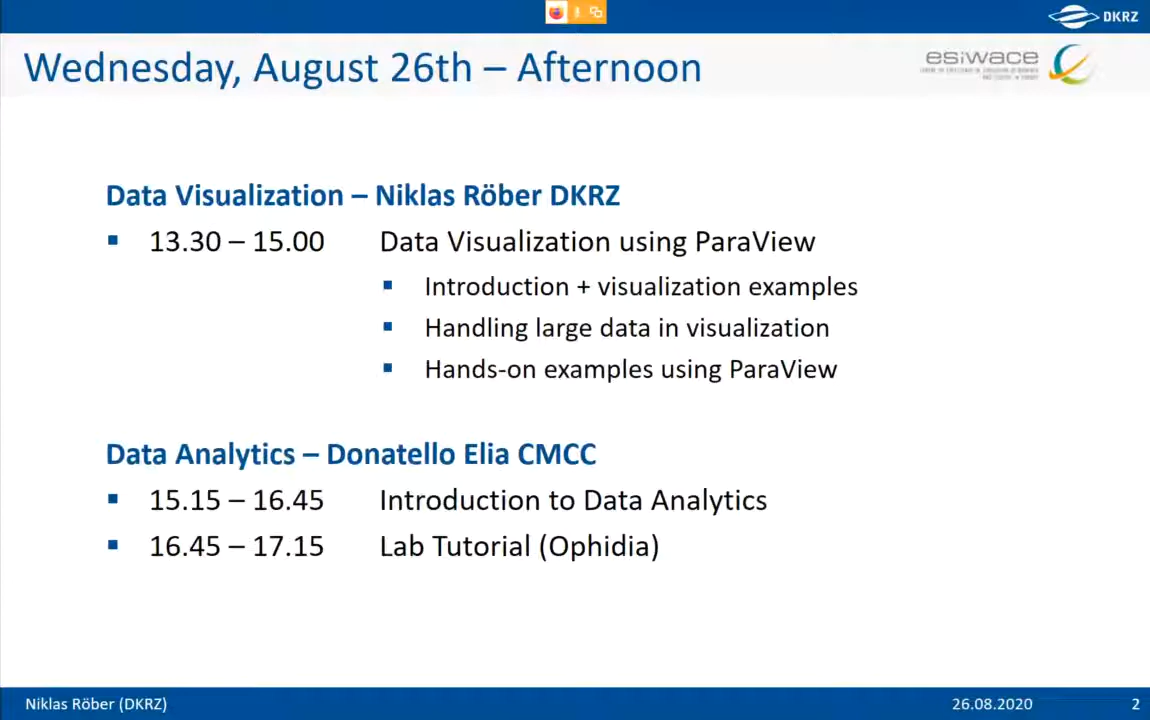 DKRZ
Wednesday, August 26th – Afternoon
esiwace
Data Visualization – Niklas Röber DKRZ
13.30 – 15.00 Data Visualization using ParaView
Introduction + visualization examples
Handling large data in visualization
Hands-on examples using ParaView
Data Analytics – Donatello Elia CMCC
15.15 – 16.45 Introduction to Data Analytics
16.45 – 17.15 Lab Tutorial (Ophidia)
Niklas Röber (DKRZ) 26.08.2020 2